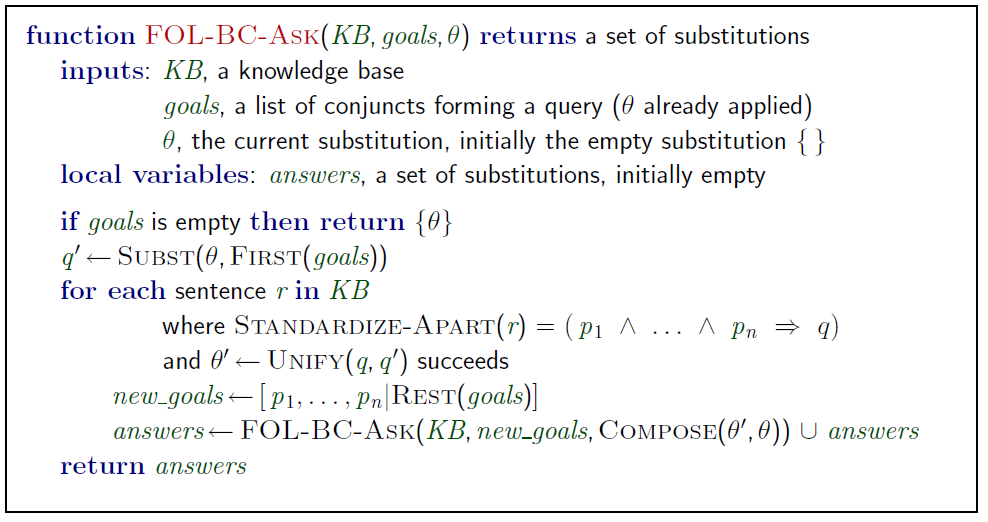 function FOL-BC-ASK(KB, goals, θ) returns a set of substitutions
inputs: KB, a knowledge base
goals, a list of conjuncts forming a query (θ already applied)
θ, the current substitution, initially the empty substitution { }
local variables: answers, a set of substitutions, initially empty
if goals is empty then return {θ}
q′ ← SUBST(θ, FIRST(goals))
for each sentence r in KB
where STANDARDIZE-APART(r) = ( p₁ ∧ … ∧ pₙ ⇒ q)
and θ′ ← UNIFY(q, q′) succeeds
new_goals ← [ p₁, … , pₙ|REST(goals)]
answers ← FOL-BC-ASK(KB, new_goals, COMPOSE(θ′, θ)) ∪ answers
return answers